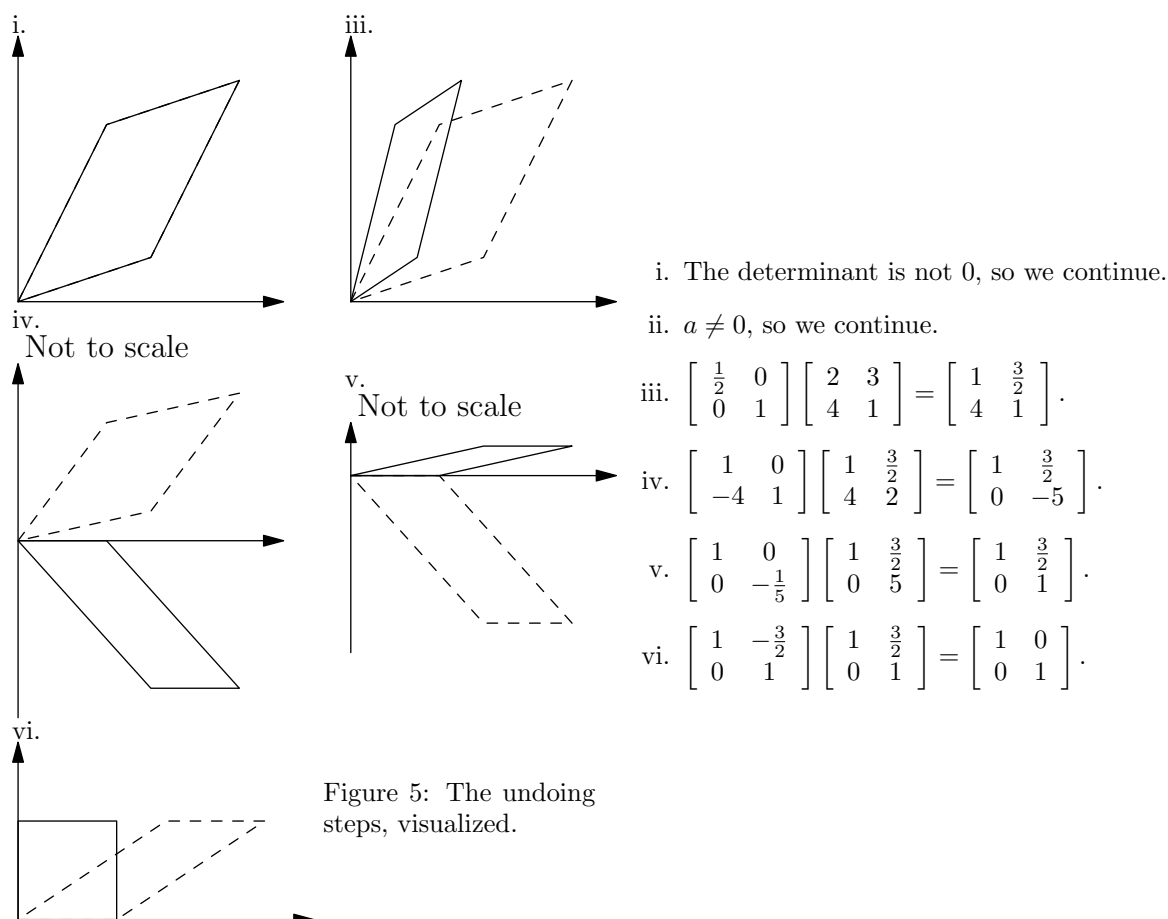 i.
iii.
iv.
Not to scale
v.
Not to scale
vi.
Figure 5: The undoing
steps, visualized.
i. The determinant is not 0, so we continue.
ii. a ≠ 0, so we continue.
iii. [ 1/2 0 ; 0 1 ] [ 2 3 ; 4 1 ] = [ 1 3/2 ; 4 1 ].
iv. [ 1 0 ; −4 1 ] [ 1 3/2 ; 4 2 ] = [ 1 3/2 ; 0 −5 ].
v. [ 1 0 ; 0 −1/5 ] [ 1 3/2 ; 0 5 ] = [ 1 3/2 ; 0 1 ].
vi. [ 1 −3/2 ; 0 1 ] [ 1 3/2 ; 0 1 ] = [ 1 0 ; 0 1 ].